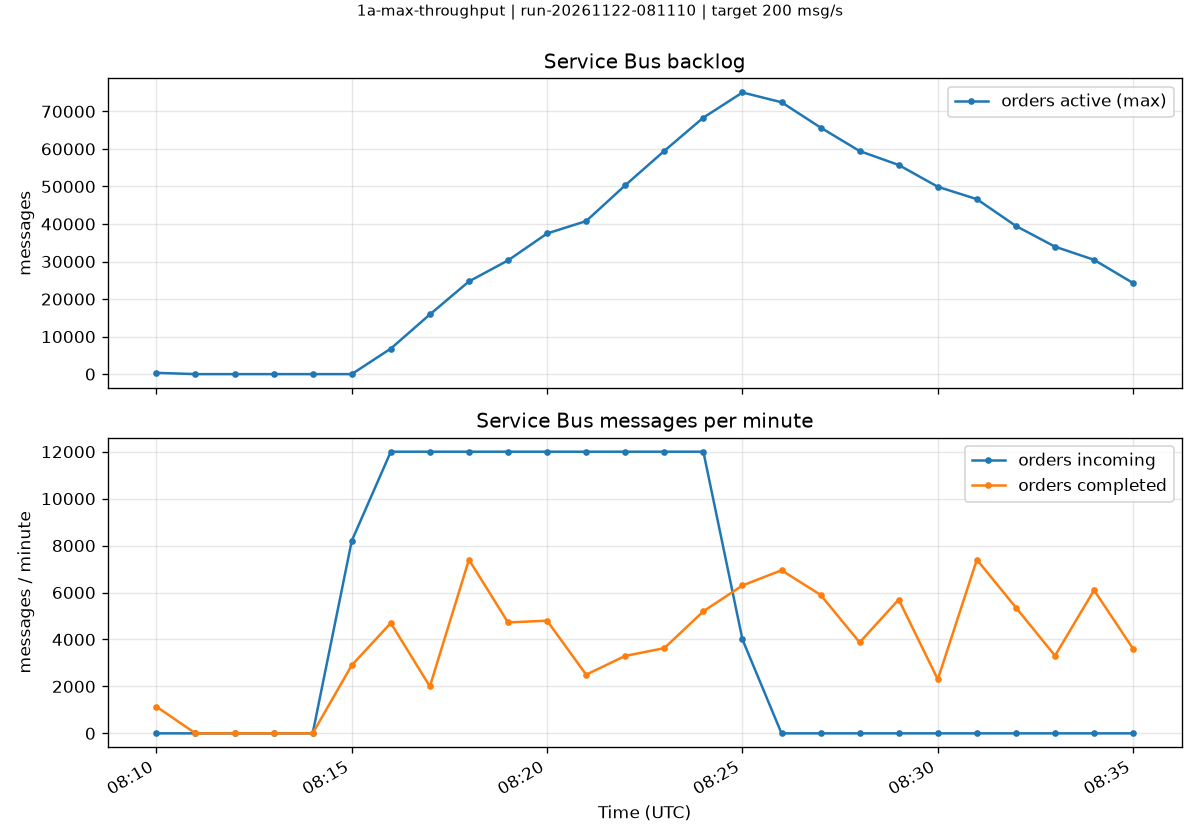 1a-max-throughput | run-20261122-081110 | target 200 msg/s
Service Bus backlog
orders active (max)
messages
70000
60000
50000
40000
30000
20000
10000
0
Service Bus messages per minute
orders incoming
orders completed
messages / minute
12000
10000
8000
6000
4000
2000
0
08:10
08:15
08:20
08:25
08:30
08:35
Time (UTC)